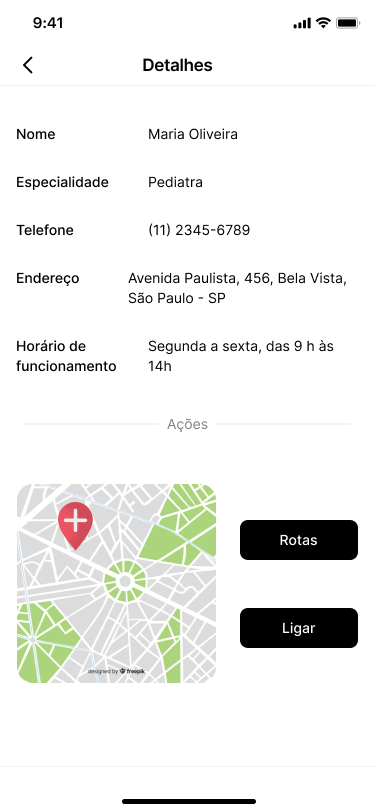 9:41
Detalhes
Nome Maria Oliveira
Especialidade Pediatra
Telefone (11) 2345-6789
Endereço Avenida Paulista, 456, Bela Vista,
São Paulo - SP
Horário de Segunda a sexta, das 9 h às
funcionamento 14h
Ações
Rotas
Ligar
designed by freepik